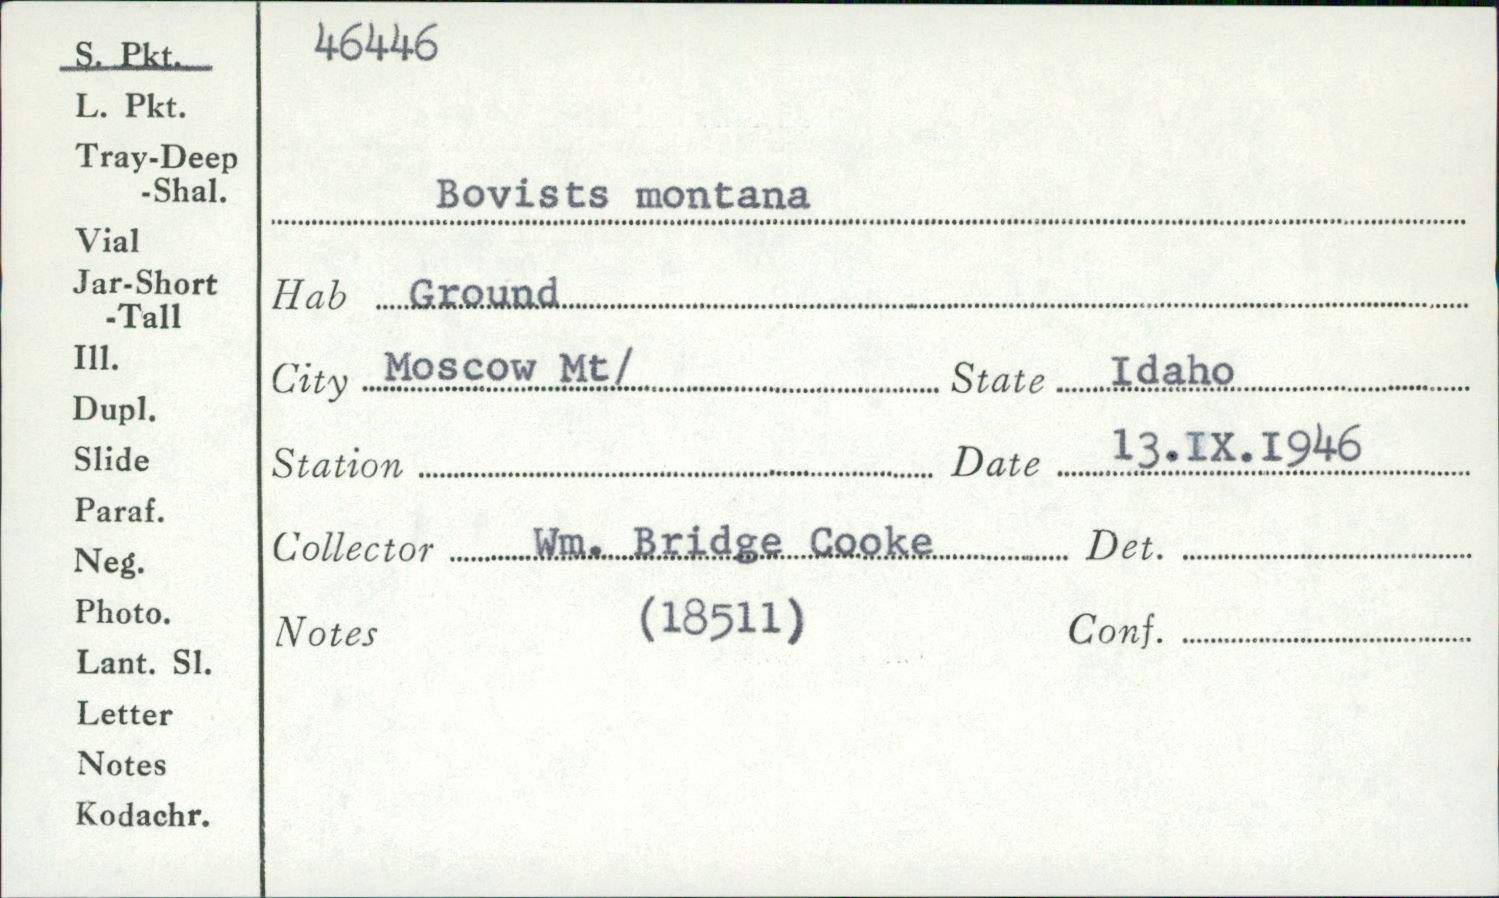 S. Pkt.
L. Pkt.
Tray-Deep
-Shal.
Vial
Jar-Short
-Tall
Ill.
Dupl.
Slide
Paraf.
Neg.
Photo.
Lant. Sl.
Letter
Notes
Kodachr.
46446
Bovists montana
Hab Ground
City Moscow Mt/ State Idaho
Station Date 13.IX.I946
Collector Wm. Bridge Cooke Det.
Notes (18511) Conf.